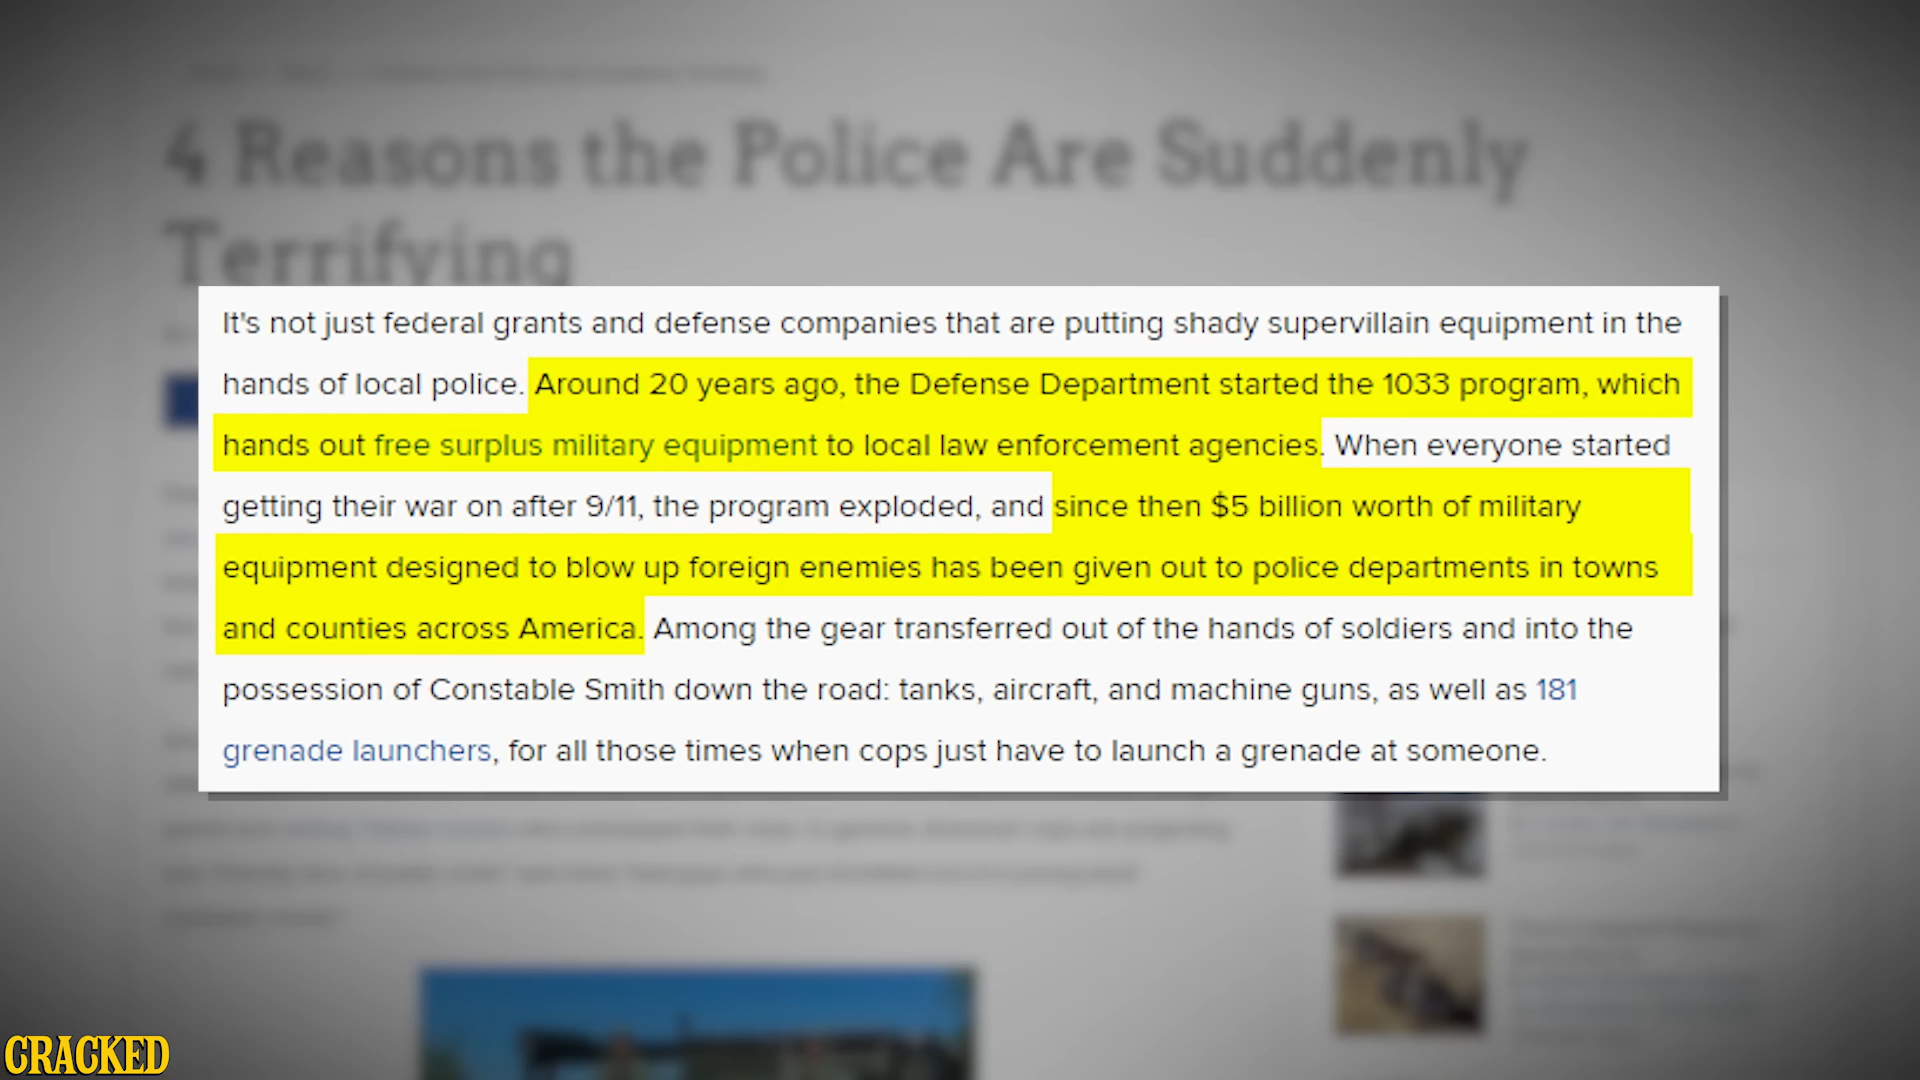 4 Reasons the Police Are Suddenly
Terrifying
It's not just federal grants and defense companies that are putting shady supervillain equipment in the
hands of local police. Around 20 years ago, the Defense Department started the 1033 program, which
hands out free surplus military equipment to local law enforcement agencies. When everyone started
getting their war on after 9/11, the program exploded, and since then $5 billion worth of military
equipment designed to blow up foreign enemies has been given out to police departments in towns
and counties across America. Among the gear transferred out of the hands of soldiers and into the
possession of Constable Smith down the road: tanks, aircraft, and machine guns, as well as 181
grenade launchers, for all those times when cops just have to launch a grenade at someone.
CRACKED